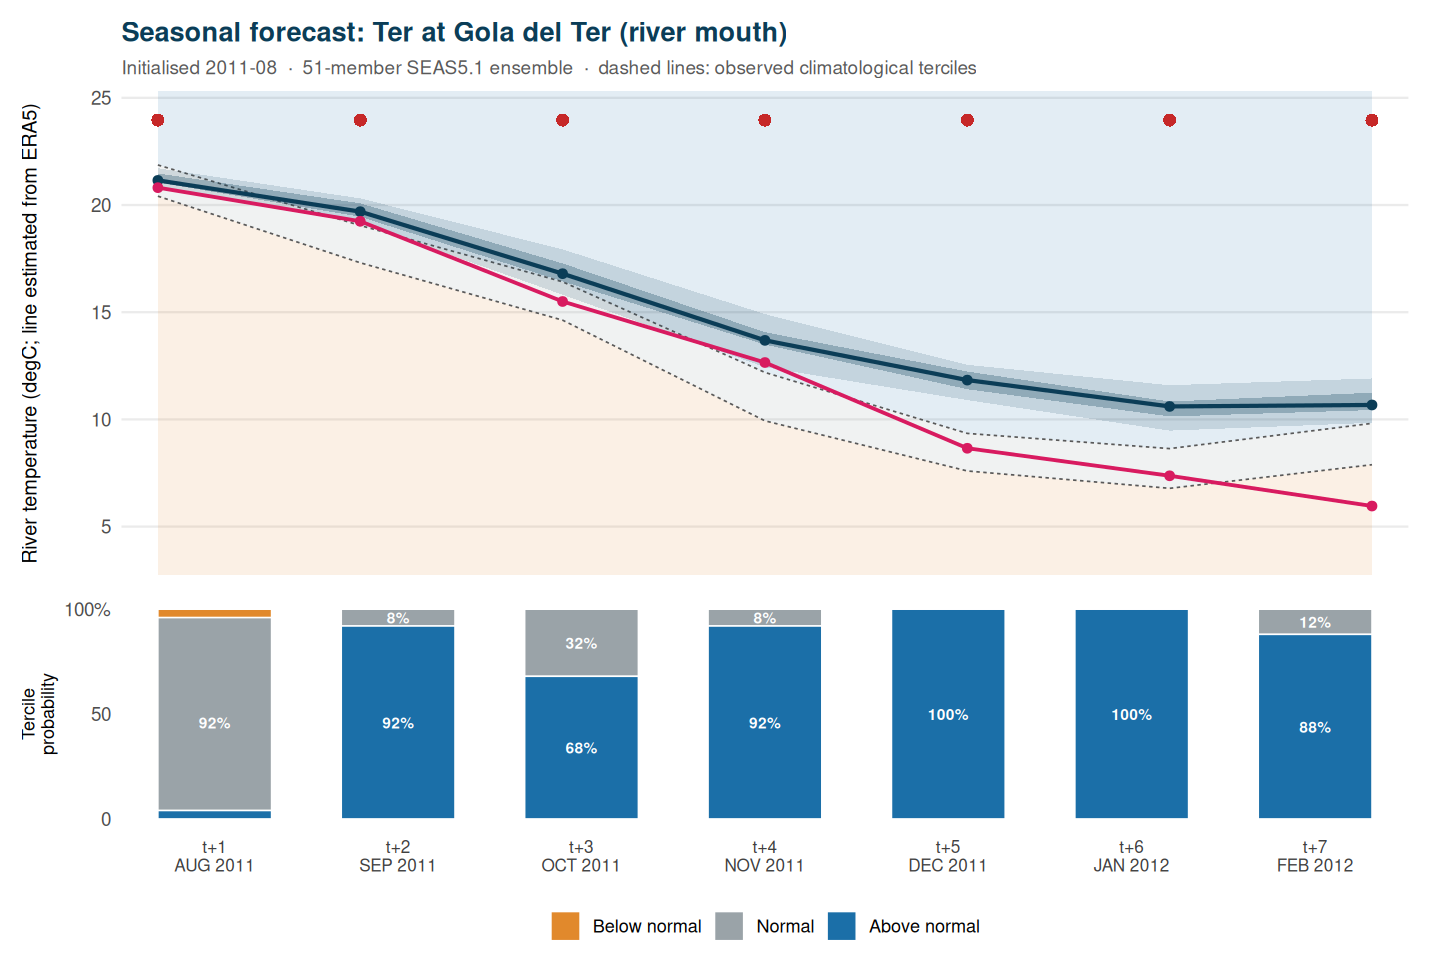 Seasonal forecast: Ter at Gola del Ter (river mouth)
Initialised 2011-08 · 51-member SEAS5.1 ensemble · dashed lines: observed climatological terciles
River temperature (degC; line estimated from ERA5)
25
20
15
10
5
Tercile
probability
100%
50
0
92%
8%
92%
32%
68%
8%
92%
100%
100%
12%
88%
t+1
AUG 2011
t+2
SEP 2011
t+3
OCT 2011
t+4
NOV 2011
t+5
DEC 2011
t+6
JAN 2012
t+7
FEB 2012
Below normal
Normal
Above normal